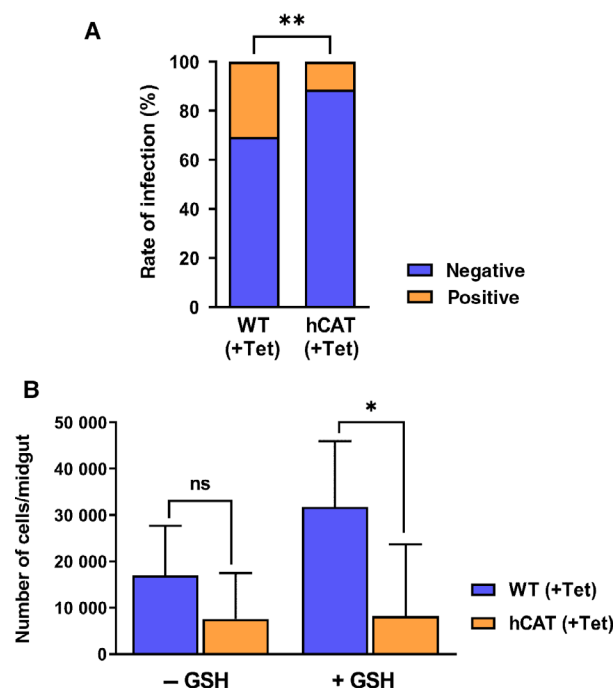 A
**
Rate of infection (%)
100
80
60
40
20
0
WT
(+Tet)
hCAT
(+Tet)
Negative
Positive
B
Number of cells/midgut
50 000
40 000
30 000
20 000
10 000
0
ns
*
– GSH
+ GSH
WT (+Tet)
hCAT (+Tet)